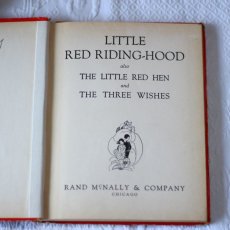 LITTLE
RED RIDING-HOOD
also
THE LITTLE RED HEN
and
THE THREE WISHES
RAND McNALLY & COMPANY
CHICAGO